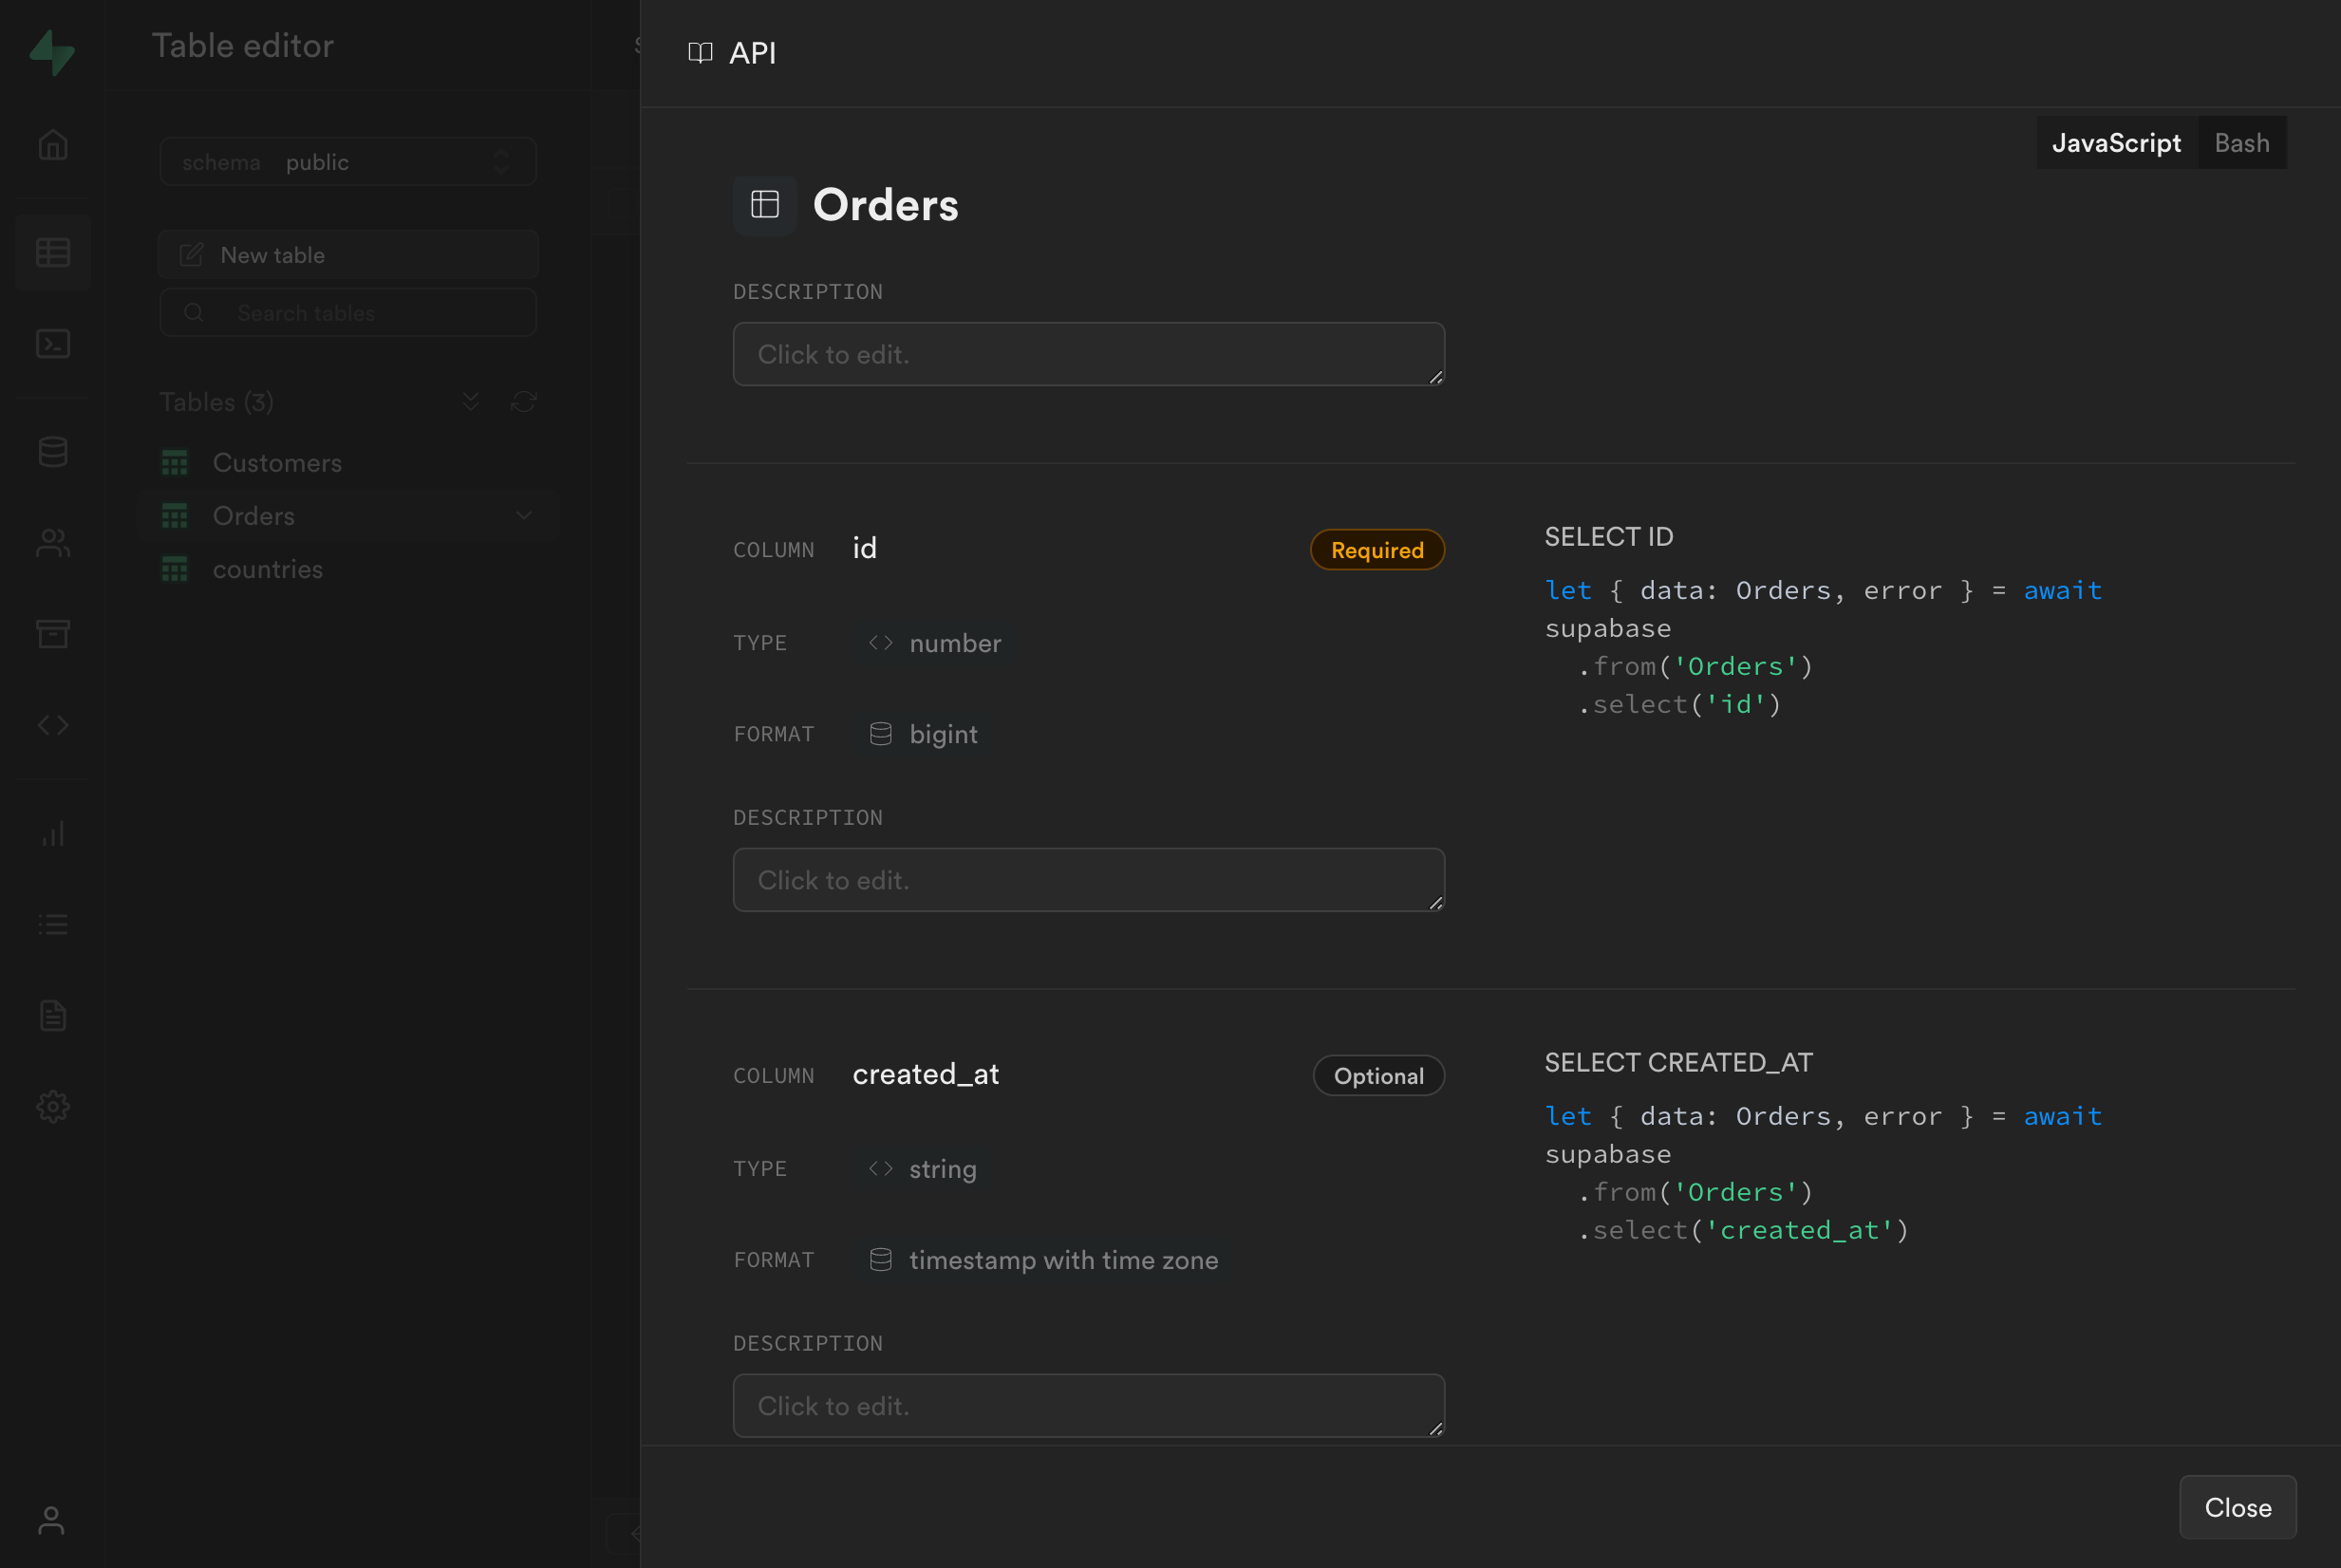 Table editor
schema public
New table
Search tables
Tables (3)
Customers
Orders
countries
API
JavaScript Bash
Orders
DESCRIPTION
Click to edit.
COLUMN id Required
TYPE <> number
FORMAT bigint
DESCRIPTION
Click to edit.
SELECT ID
let { data: Orders, error } = await
supabase
  .from('Orders')
  .select('id')
COLUMN created_at Optional
TYPE <> string
FORMAT timestamp with time zone
DESCRIPTION
Click to edit.
SELECT CREATED_AT
let { data: Orders, error } = await
supabase
  .from('Orders')
  .select('created_at')
Close